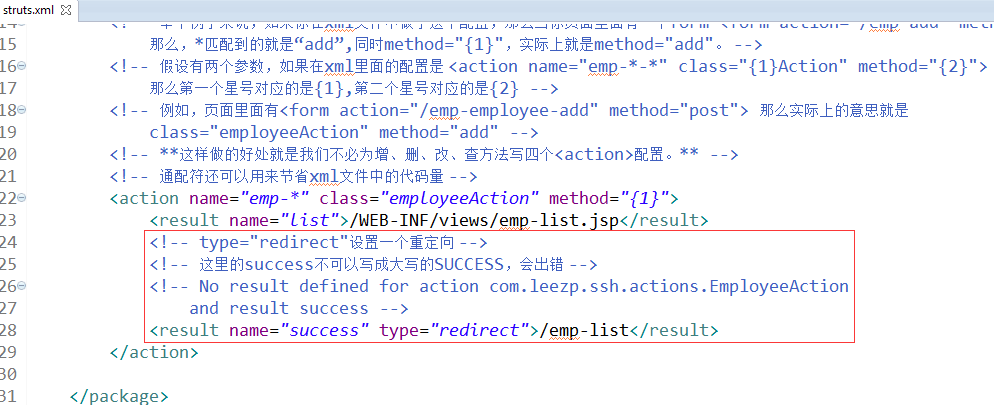 struts.xml
15 那么，*匹配到的就是“add”,同时method="{1}"，实际上就是method="add"。 -->
16 <!-- 假设有两个参数，如果在xml里面的配置是 <action name="emp-*-*" class="{1}Action" method="{2}">
17 那么第一个星号对应的是{1},第二个星号对应的是{2} -->
18 <!-- 例如，页面里面有<form action="/emp-employee-add" method="post"> 那么实际上的意思就是
19 class="employeeAction" method="add" -->
20 <!-- **这样做的好处就是我们不必为增、删、改、查方法写四个<action>配置。** -->
21 <!-- 通配符还可以用来节省xml文件中的代码量 -->
22 <action name="emp-*" class="employeeAction" method="{1}">
23 <result name="list">/WEB-INF/views/emp-list.jsp</result>
24 <!-- type="redirect"设置一个重定向 -->
25 <!-- 这里的success不可以写成大写的SUCCESS，会出错 -->
26 <!-- No result defined for action com.leezp.ssh.actions.EmployeeAction
27 and result success -->
28 <result name="success" type="redirect">/emp-list</result>
29 </action>
30
31 </package>